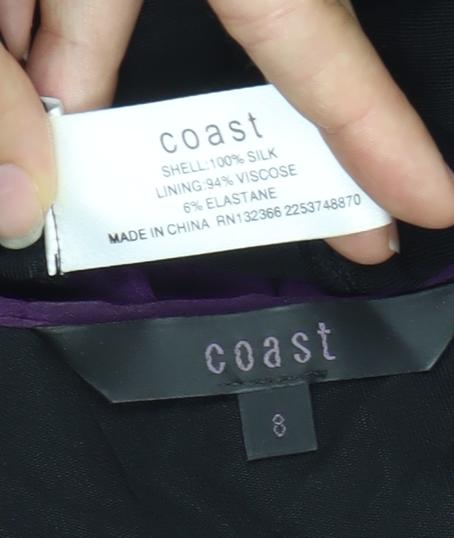 coast
SHELL:100% SILK
LINING:94% VISCOSE
6% ELASTANE
MADE IN CHINA RN132366 2253748870
coast
8